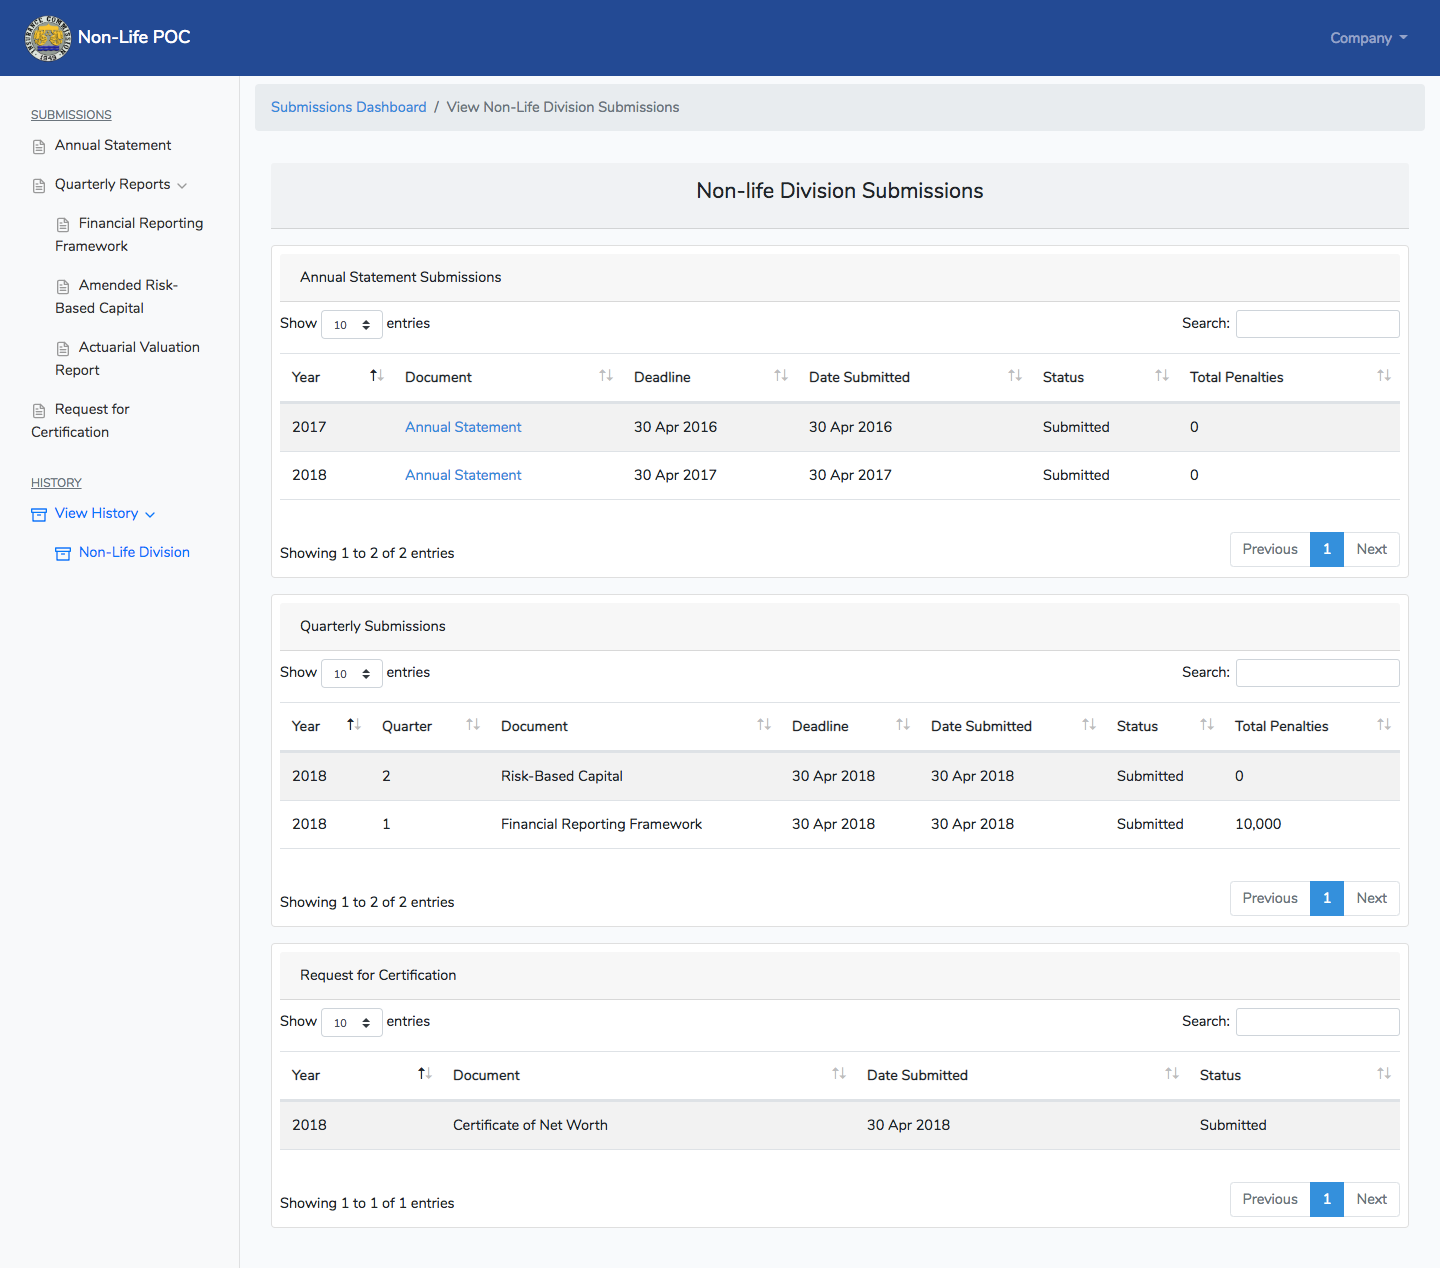 INSURANCE COMMISSION
1949
Non-Life POC
Company
SUBMISSIONS
Annual Statement
Quarterly Reports
Financial Reporting
Framework
Amended Risk-
Based Capital
Actuarial Valuation
Report
Request for
Certification
HISTORY
View History
Non-Life Division
Submissions Dashboard / View Non-Life Division Submissions
Non-life Division Submissions
Annual Statement Submissions
Show 10 entries Search:
Year Document Deadline Date Submitted Status Total Penalties
2017 Annual Statement 30 Apr 2016 30 Apr 2016 Submitted 0
2018 Annual Statement 30 Apr 2017 30 Apr 2017 Submitted 0
Showing 1 to 2 of 2 entries Previous 1 Next
Quarterly Submissions
Show 10 entries Search:
Year Quarter Document Deadline Date Submitted Status Total Penalties
2018 2 Risk-Based Capital 30 Apr 2018 30 Apr 2018 Submitted 0
2018 1 Financial Reporting Framework 30 Apr 2018 30 Apr 2018 Submitted 10,000
Showing 1 to 2 of 2 entries Previous 1 Next
Request for Certification
Show 10 entries Search:
Year Document Date Submitted Status
2018 Certificate of Net Worth 30 Apr 2018 Submitted
Showing 1 to 1 of 1 entries Previous 1 Next